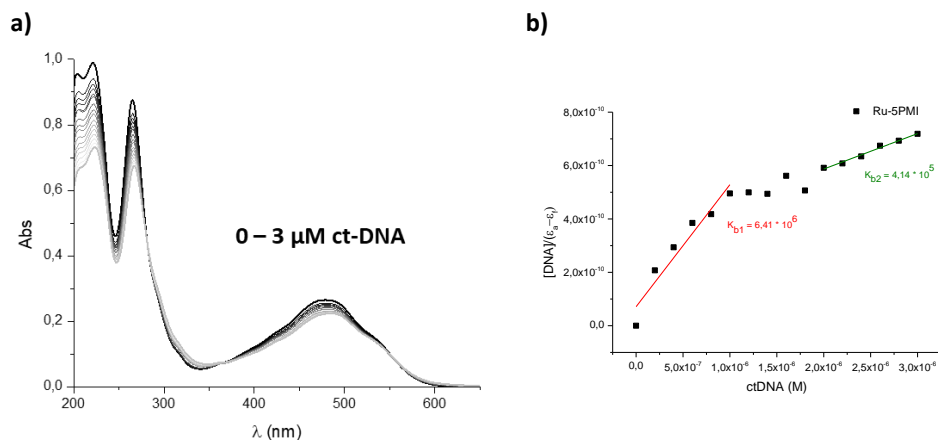 a)
1,0
0,8
0,6
0,4
0,2
0,0
Abs
0 – 3 µM ct-DNA
200
300
400
500
600
λ (nm)
b)
8,0x10⁻¹⁰
6,0x10⁻¹⁰
4,0x10⁻¹⁰
2,0x10⁻¹⁰
0,0
[DNA]/(εₐ–ε_f)
Ru-5PMI
K_b1 = 6,41 * 10⁶
K_b2 = 4,14 * 10⁵
0,0
5,0x10⁻⁷
1,0x10⁻⁶
1,5x10⁻⁶
2,0x10⁻⁶
2,5x10⁻⁶
3,0x10⁻⁶
ctDNA (M)